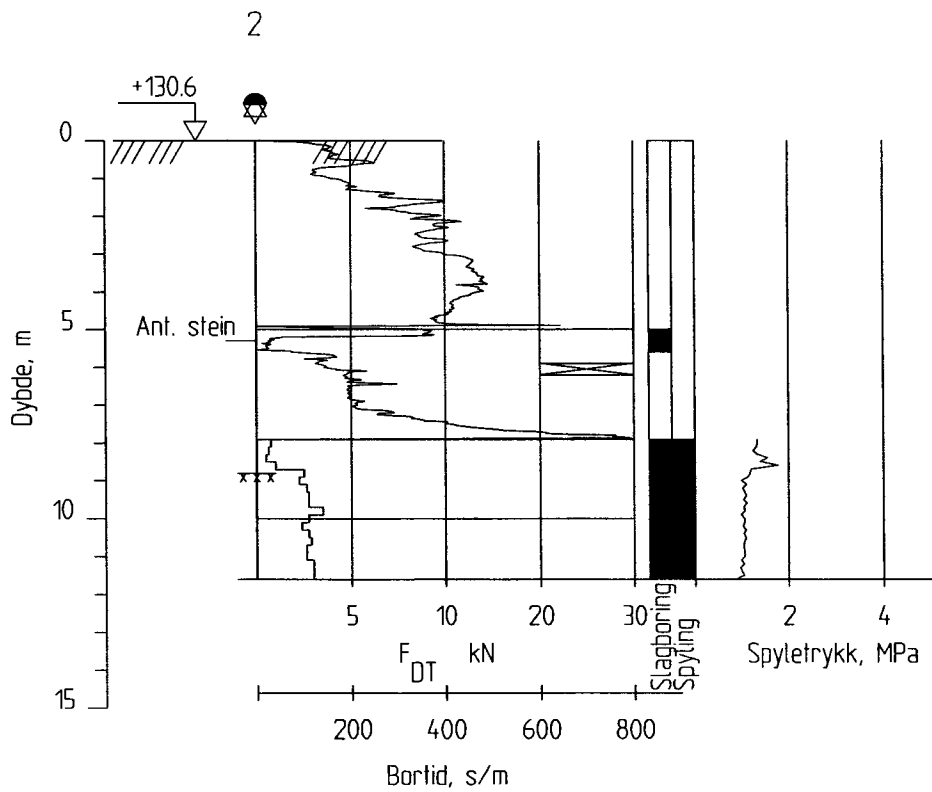 2
+130.6
0
Ant. stein
5
10
15
Dybde, m
5 10 20 30
F DT kN
Slagboring
Spyling
2 4
Spyletrykk, MPa
200 400 600 800
Bortid, s/m